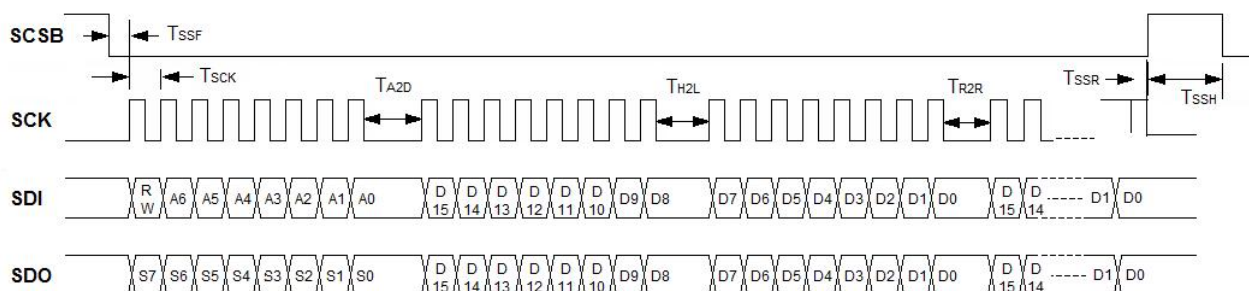 SCSB TSSF
TSCK TA2D TH2L TR2R TSSR TSSH
SCK
SDI R W A6 A5 A4 A3 A2 A1 A0 D 15 D 14 D 13 D 12 D 11 D 10 D9 D8 D7 D6 D5 D4 D3 D2 D1 D0 D 15 D 14 D1 D0
SDO S7 S6 S5 S4 S3 S2 S1 S0 D 15 D 14 D 13 D 12 D 11 D 10 D9 D8 D7 D6 D5 D4 D3 D2 D1 D0 D 15 D 14 D1 D0